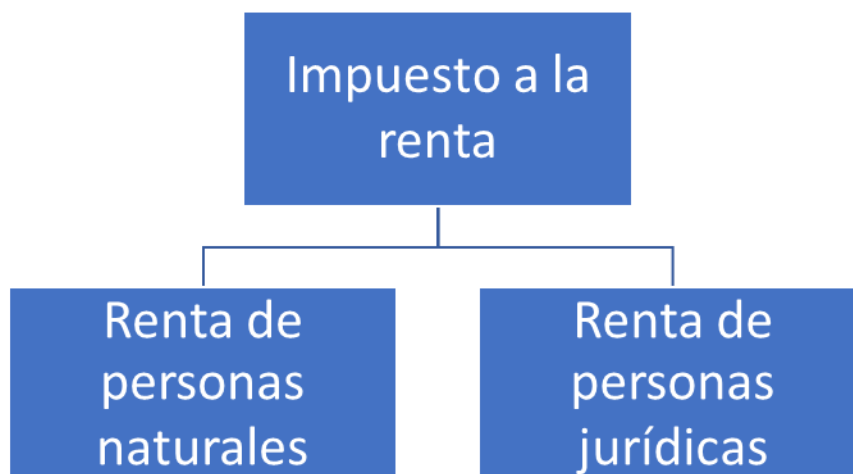 Impuesto a la
renta
Renta de
personas
naturales
Renta de
personas
jurídicas